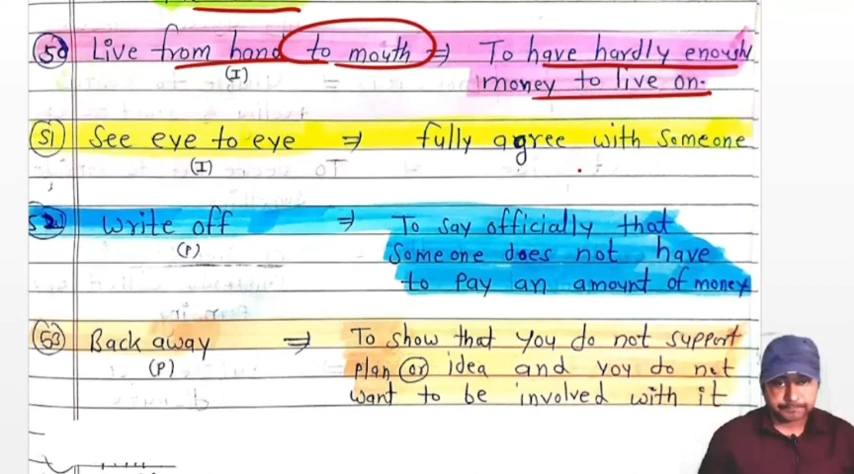 50 Live from hand to mouth ⇒ To have hardly enough
(I) money to live on.
51 See eye to eye ⇒ fully agree with Someone
(I)
52 Write off ⇒ To say officially that
(P) Someone does not have
to Pay an amount of money
53 Back away ⇒ To show that you do not support
(P) plan or idea and you do not
want to be involved with it